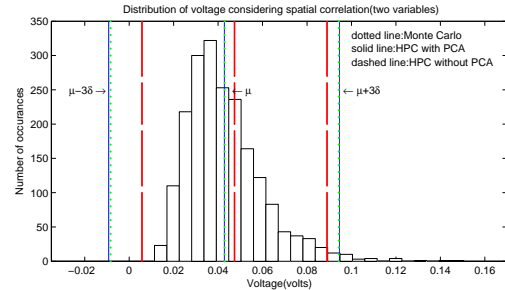 Distribution of voltage considering spatial correlation(two variables)
dotted line:Monte Carlo
solid line:HPC with PCA
dashed line:HPC without PCA
μ−3δ→
← μ
← μ+3δ
Number of occurances
350
300
250
200
150
100
50
0
−0.02 0 0.02 0.04 0.06 0.08 0.1 0.12 0.14 0.16
Voltage(volts)